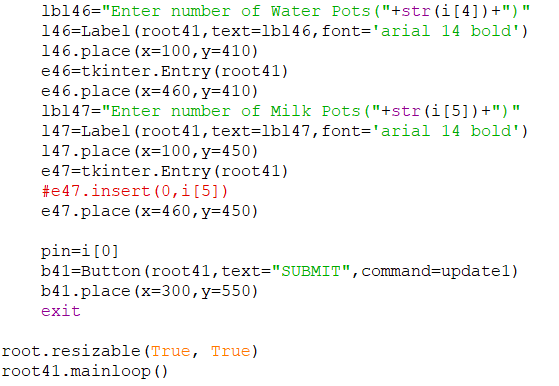 lbl46="Enter number of Water Pots("+str(i[4])+")"
l46=Label(root41,text=lbl46,font='arial 14 bold')
l46.place(x=100,y=410)
e46=tkinter.Entry(root41)
e46.place(x=460,y=410)
lbl47="Enter number of Milk Pots("+str(i[5])+")"
l47=Label(root41,text=lbl47,font='arial 14 bold')
l47.place(x=100,y=450)
e47=tkinter.Entry(root41)
#e47.insert(0,i[5])
e47.place(x=460,y=450)
pin=i[0]
b41=Button(root41,text="SUBMIT",command=update1)
b41.place(x=300,y=550)
exit
root.resizable(True, True)
root41.mainloop()